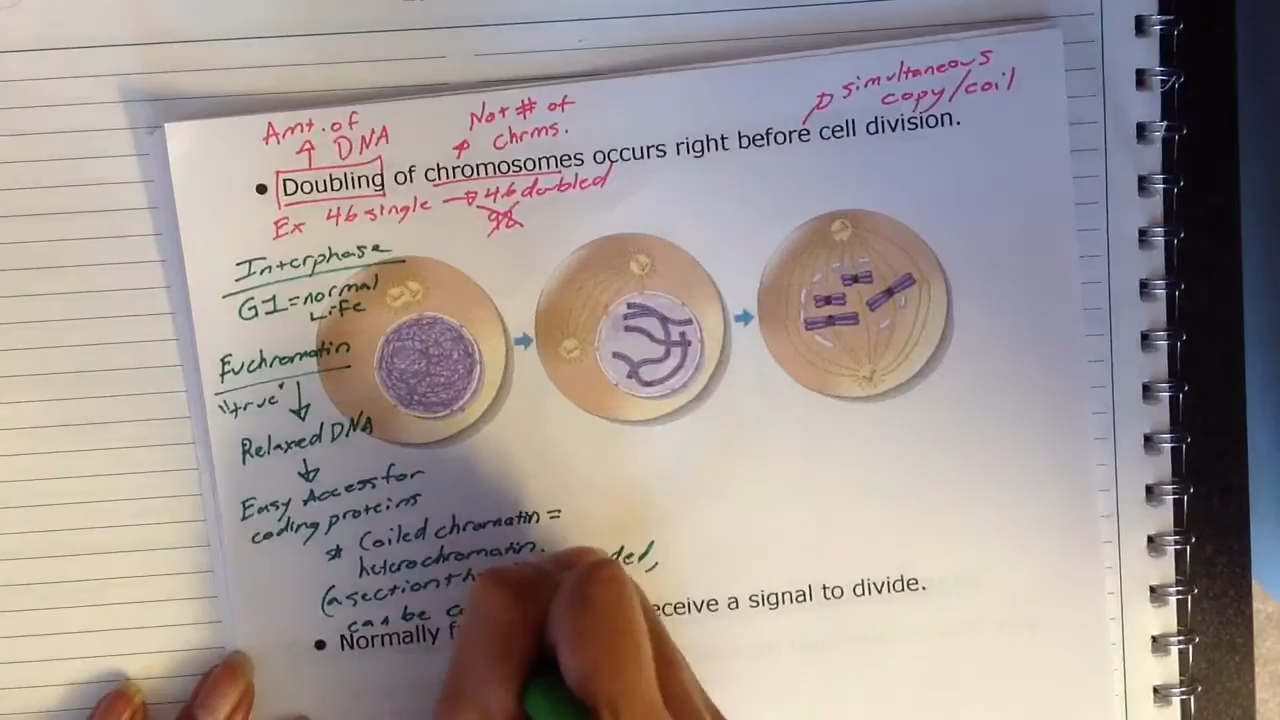 simultaneous
copy/coil
Amt. of
DNA
Not # of
Chrms.
• Doubling of chromosomes occurs right before cell division.
Ex 46 single → 46 doubled
Interphase
G1 = normal
Life
Euchromatin
"true"
Relaxed DNA
Easy Access for
coding proteins
* Coiled chromatin =
heterochromatin.
(a section
can be
• Normally eceive a signal to divide.